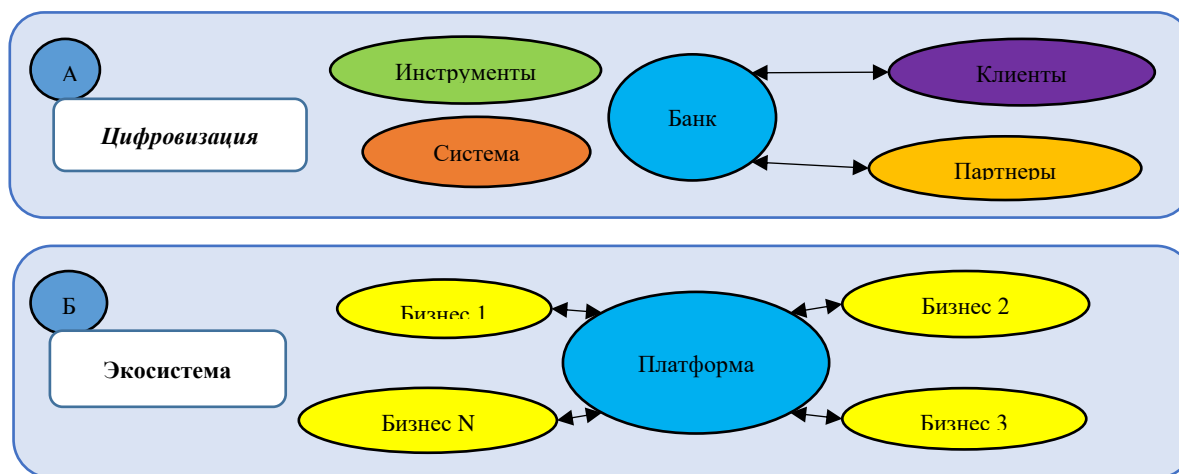 А
Цифровизация
Инструменты
Система
Банк
Клиенты
Партнеры
Б
Экосистема
Бизнес 1
Бизнес N
Платформа
Бизнес 2
Бизнес 3